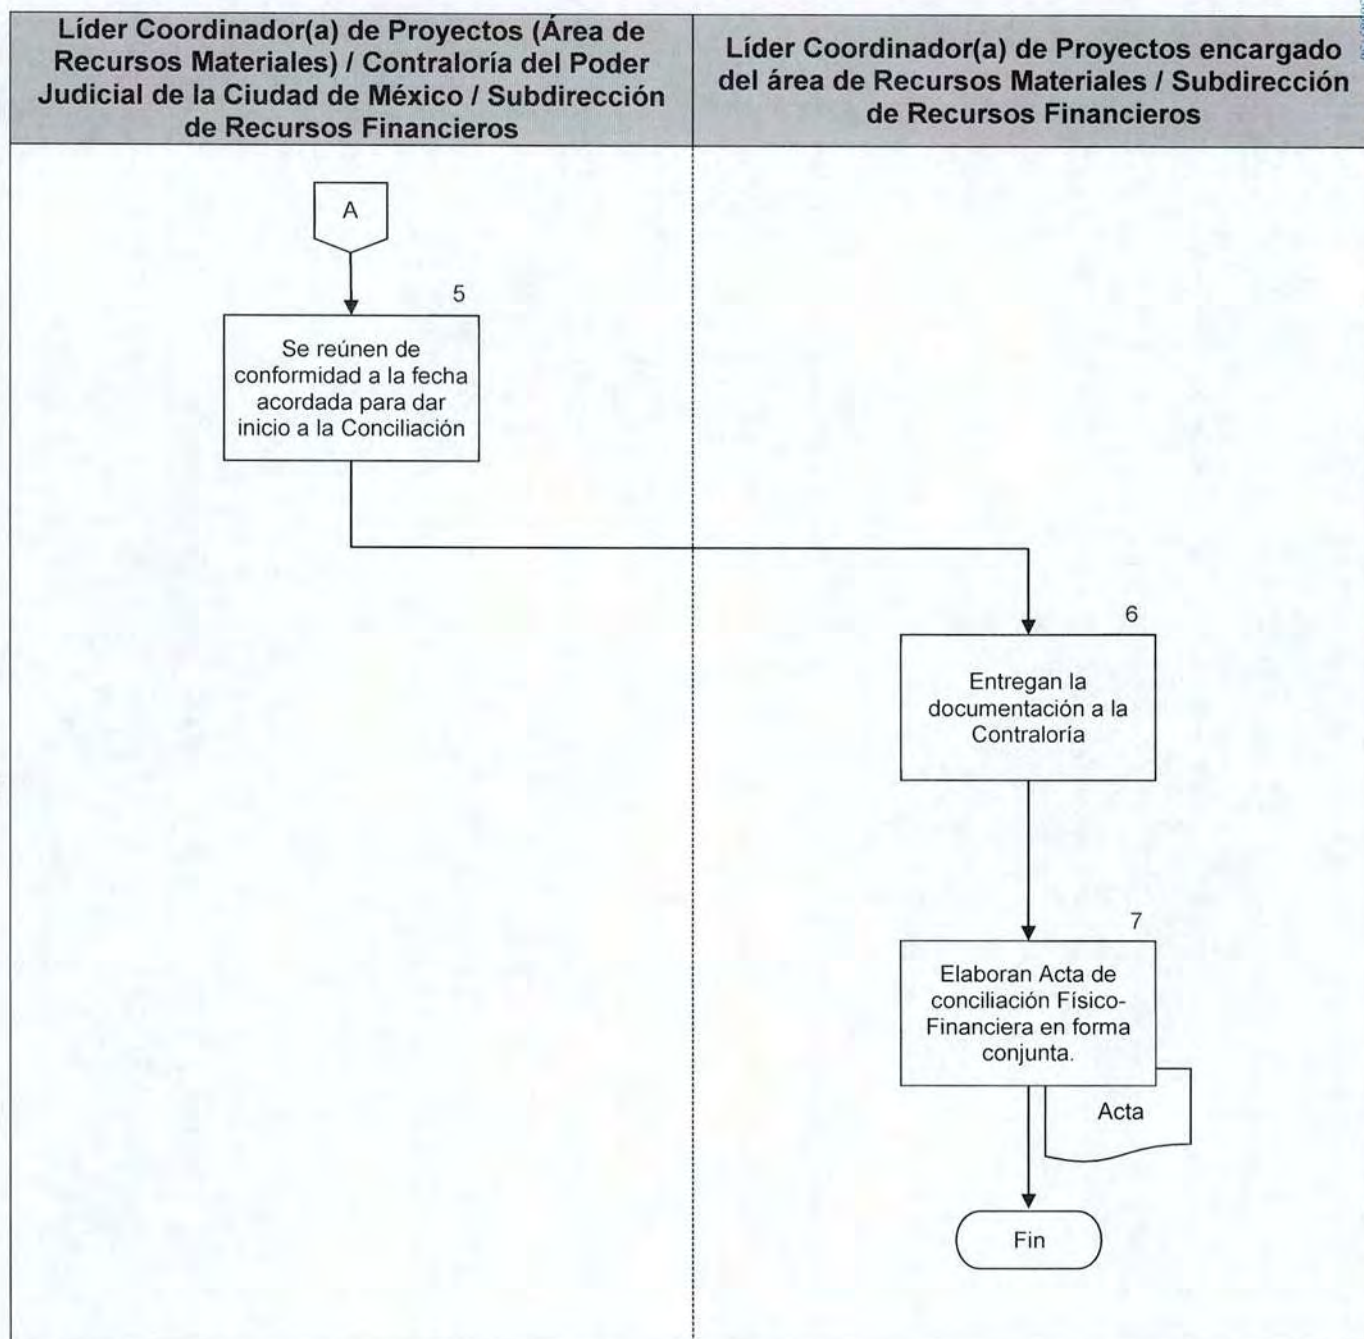 Líder Coordinador(a) de Proyectos (Área de
Recursos Materiales) / Contraloría del Poder
Judicial de la Ciudad de México / Subdirección
de Recursos Financieros
Líder Coordinador(a) de Proyectos encargado
del área de Recursos Materiales / Subdirección
de Recursos Financieros
A
5
Se reúnen de
conformidad a la fecha
acordada para dar
inicio a la Conciliación
6
Entregan la
documentación a la
Contraloría
7
Elaboran Acta de
conciliación Físico-
Financiera en forma
conjunta.
Acta
Fin